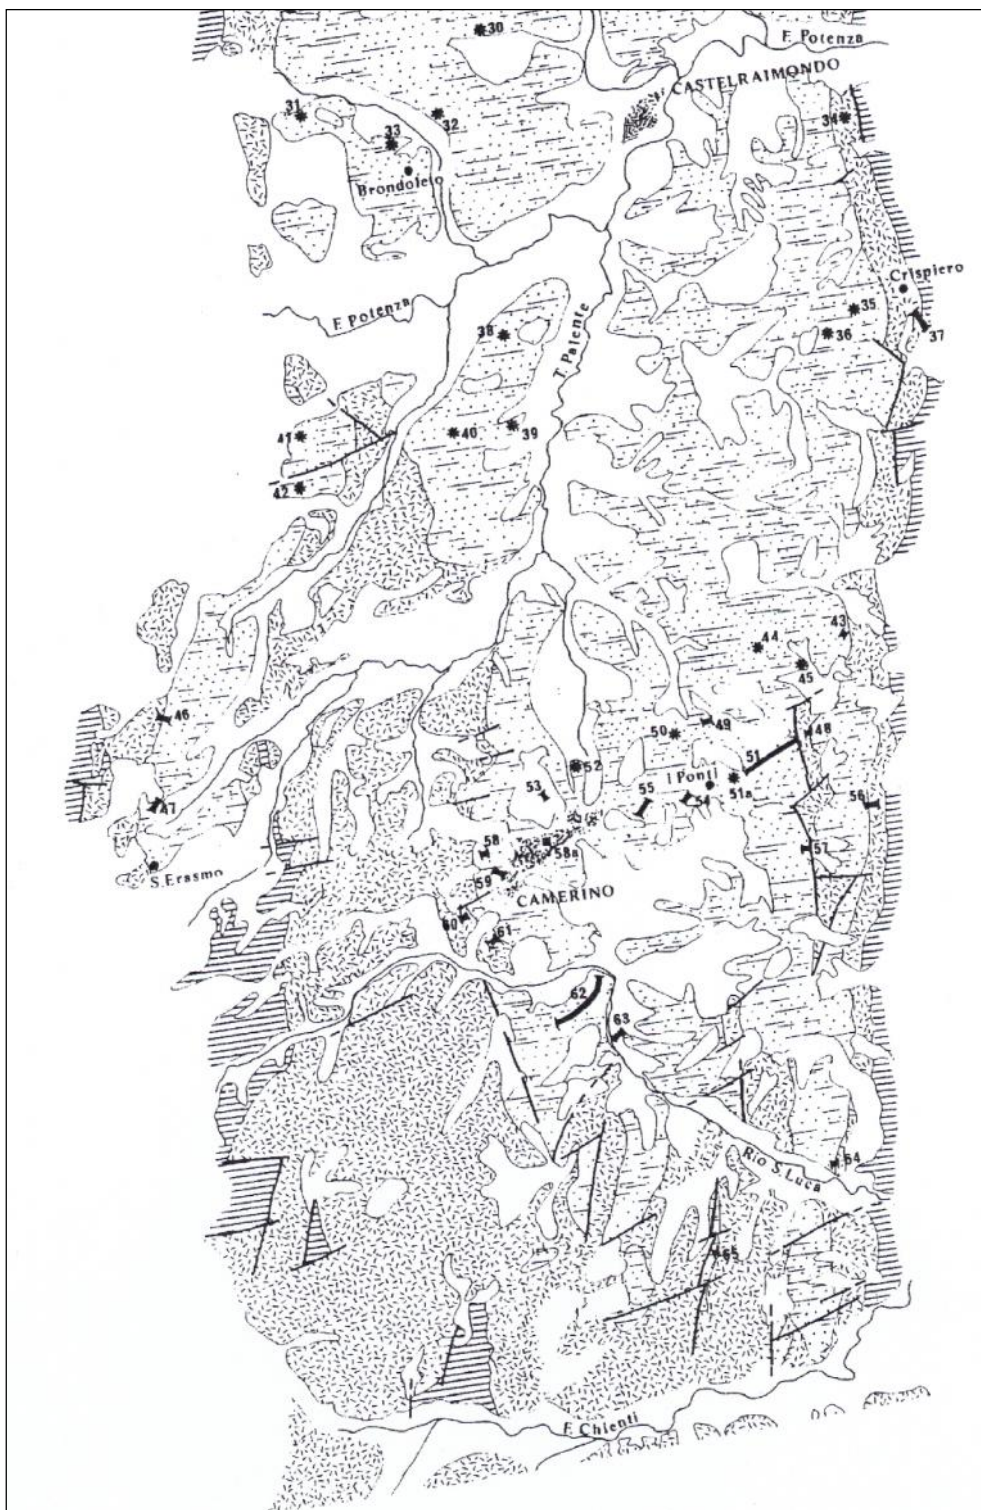 30
F. Potenza
CASTELRAIMONDO
31
32
33
34
Brondoleto
Crispiero
35
F. Potenza
36
37
38
T. Palente
39
40
41
42
43
44
45
46
49
48
50
51
52
I Ponti
53
55
54
51a
56
47
57
58
58a
S. Erasmo
59
CAMERINO
60
61
62
63
Rio S. Luca
64
65
F. Chienti